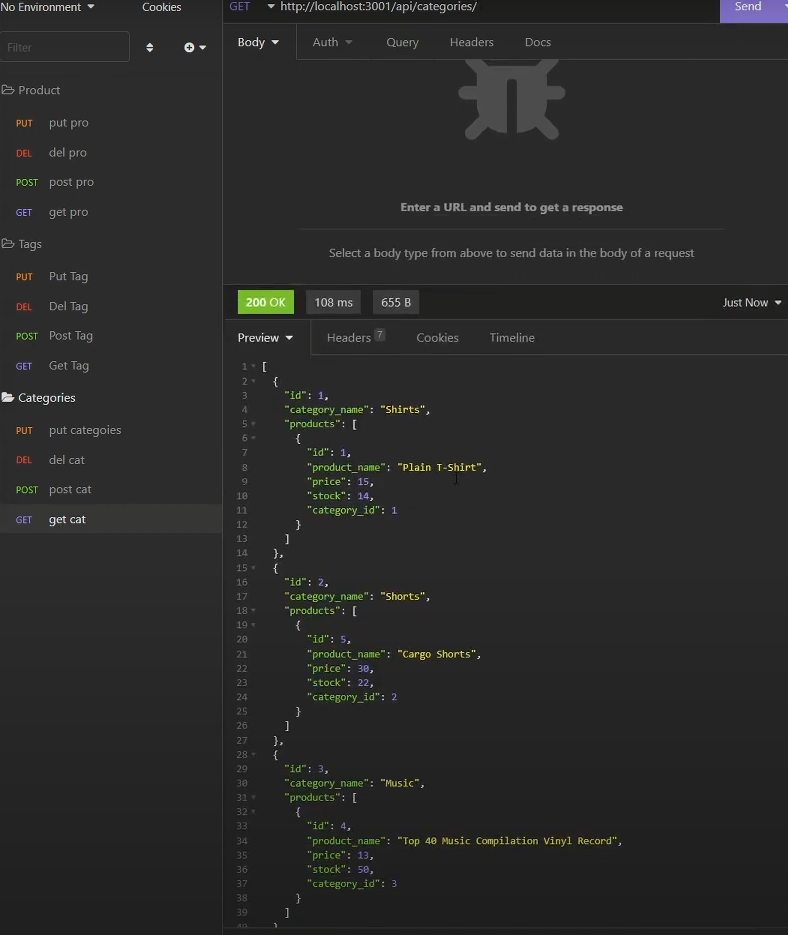 No Environment
Cookies
GET http://localhost:3001/api/categories/
Send
Filter
Body
Auth
Query
Headers
Docs
Product
PUT put pro
DEL del pro
POST post pro
GET get pro
Tags
PUT Put Tag
DEL Del Tag
POST Post Tag
GET Get Tag
Categories
PUT put categoies
DEL del cat
POST post cat
GET get cat
Enter a URL and send to get a response
Select a body type from above to send data in the body of a request
200 OK
108 ms
655 B
Just Now
Preview
Headers 7
Cookies
Timeline
1 [
2 {
3 "id": 1,
4 "category_name": "Shirts",
5 "products": [
6 {
7 "id": 1,
8 "product_name": "Plain T-Shirt",
9 "price": 15,
10 "stock": 14,
11 "category_id": 1
12 }
13 ]
14 },
15 {
16 "id": 2,
17 "category_name": "Shorts",
18 "products": [
19 {
20 "id": 5,
21 "product_name": "Cargo Shorts",
22 "price": 30,
23 "stock": 22,
24 "category_id": 2
25 }
26 ]
27 },
28 {
29 "id": 3,
30 "category_name": "Music",
31 "products": [
32 {
33 "id": 4,
34 "product_name": "Top 40 Music Compilation Vinyl Record",
35 "price": 13,
36 "stock": 50,
37 "category_id": 3
38 }
39 ]